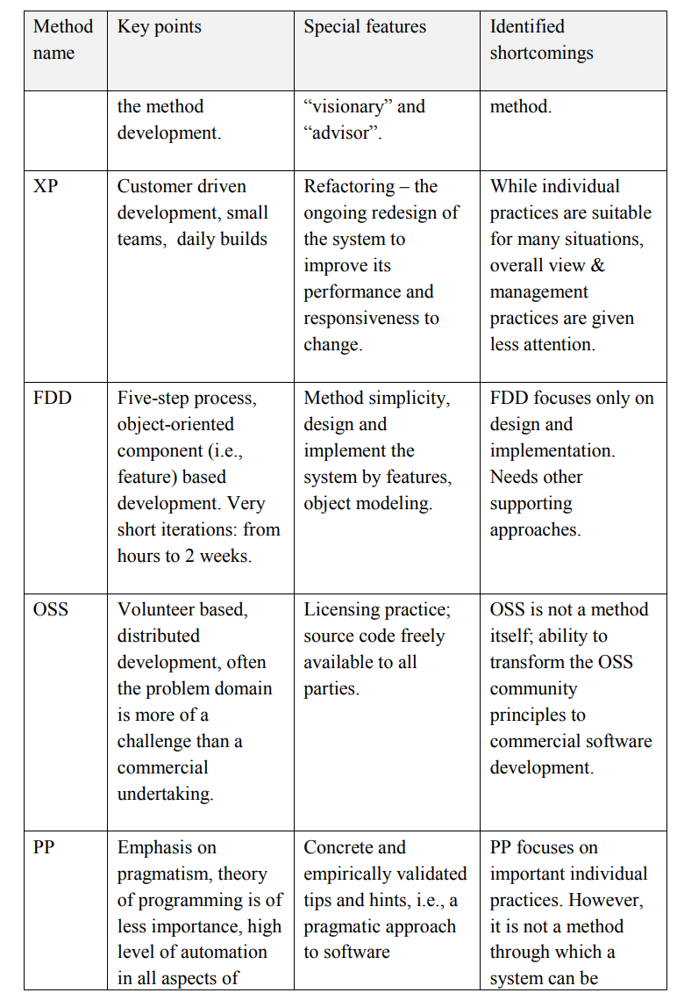 Method name
Key points
Special features
Identified shortcomings
the method
development.
“visionary” and
“advisor”.
method.
XP
Customer driven
development, small
teams,  daily builds
Refactoring – the
ongoing redesign of
the system to
improve its
performance and
responsiveness to
change.
While individual
practices are suitable
for many situations,
overall view &
management
practices are given
less attention.
FDD
Five-step process,
object-oriented
component (i.e.,
feature) based
development. Very
short iterations: from
hours to 2 weeks.
Method simplicity,
design and
implement the
system by features,
object modeling.
FDD focuses only on
design and
implementation.
Needs other
supporting
approaches.
OSS
Volunteer based,
distributed
development, often
the problem domain
is more of a
challenge than a
commercial
undertaking.
Licensing practice;
source code freely
available to all
parties.
OSS is not a method
itself; ability to
transform the OSS
community
principles to
commercial software
development.
PP
Emphasis on
pragmatism, theory
of programming is of
less importance, high
level of automation
in all aspects of
Concrete and
empirically validated
tips and hints, i.e., a
pragmatic approach
to software
PP focuses on
important individual
practices. However,
it is not a method
through which a
system can be